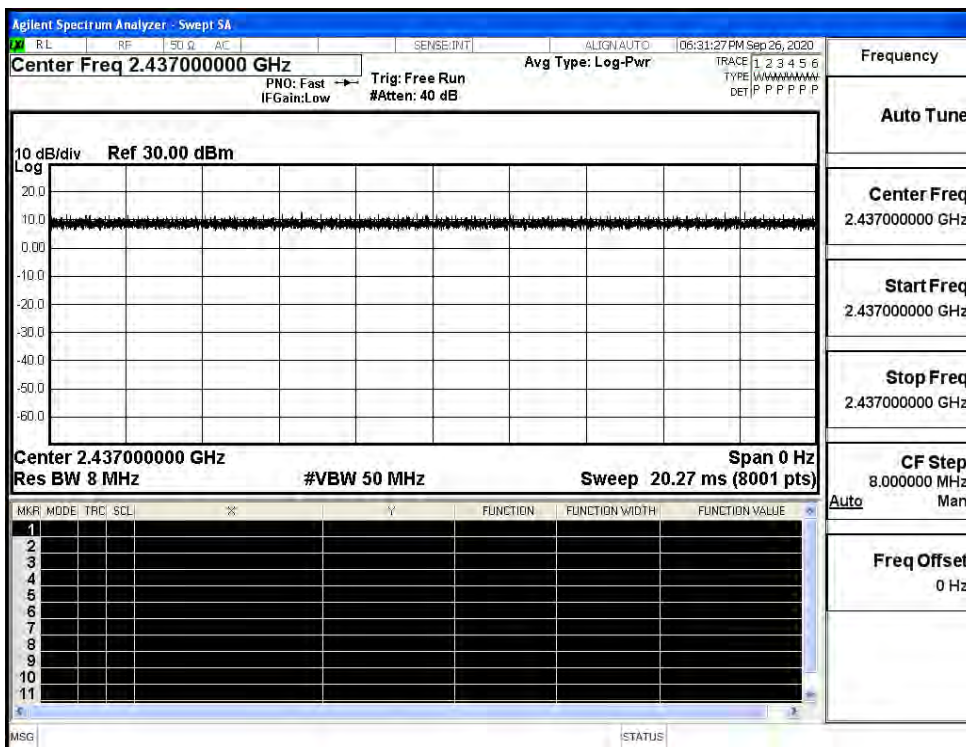 Agilent Spectrum Analyzer - Swept SA
LXI RL RF 50 Ω AC SENSE:INT ALIGN AUTO 06:31:27 PM Sep 26, 2020
Center Freq 2.437000000 GHz
PNO: Fast
IFGain:Low
Trig: Free Run
#Atten: 40 dB
Avg Type: Log-Pwr
TRACE 1 2 3 4 5 6
TYPE WWWWWW
DET P P P P P P
10 dB/div Ref 30.00 dBm
Log
20.0
10.0
0.00
-10.0
-20.0
-30.0
-40.0
-50.0
-60.0
Center 2.437000000 GHz
Span 0 Hz
Res BW 8 MHz
#VBW 50 MHz
Sweep 20.27 ms (8001 pts)
MKR MODE TRC SCL X Y FUNCTION FUNCTION WIDTH FUNCTION VALUE
1
2
3
4
5
6
7
8
9
10
11
MSG
STATUS
Frequency
Auto Tune
Center Freq
2.437000000 GHz
Start Freq
2.437000000 GHz
Stop Freq
2.437000000 GHz
CF Step
8.000000 MHz
Auto Man
Freq Offset
0 Hz